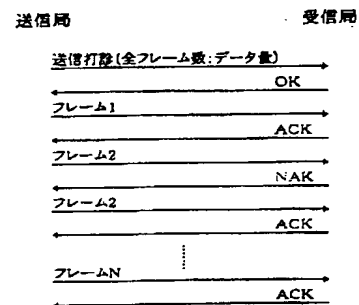 送信局
受信局
送信打診(全フレーム数:データ量)
OK
フレーム1
ACK
フレーム2
NAK
フレーム2
ACK
フレームN
ACK